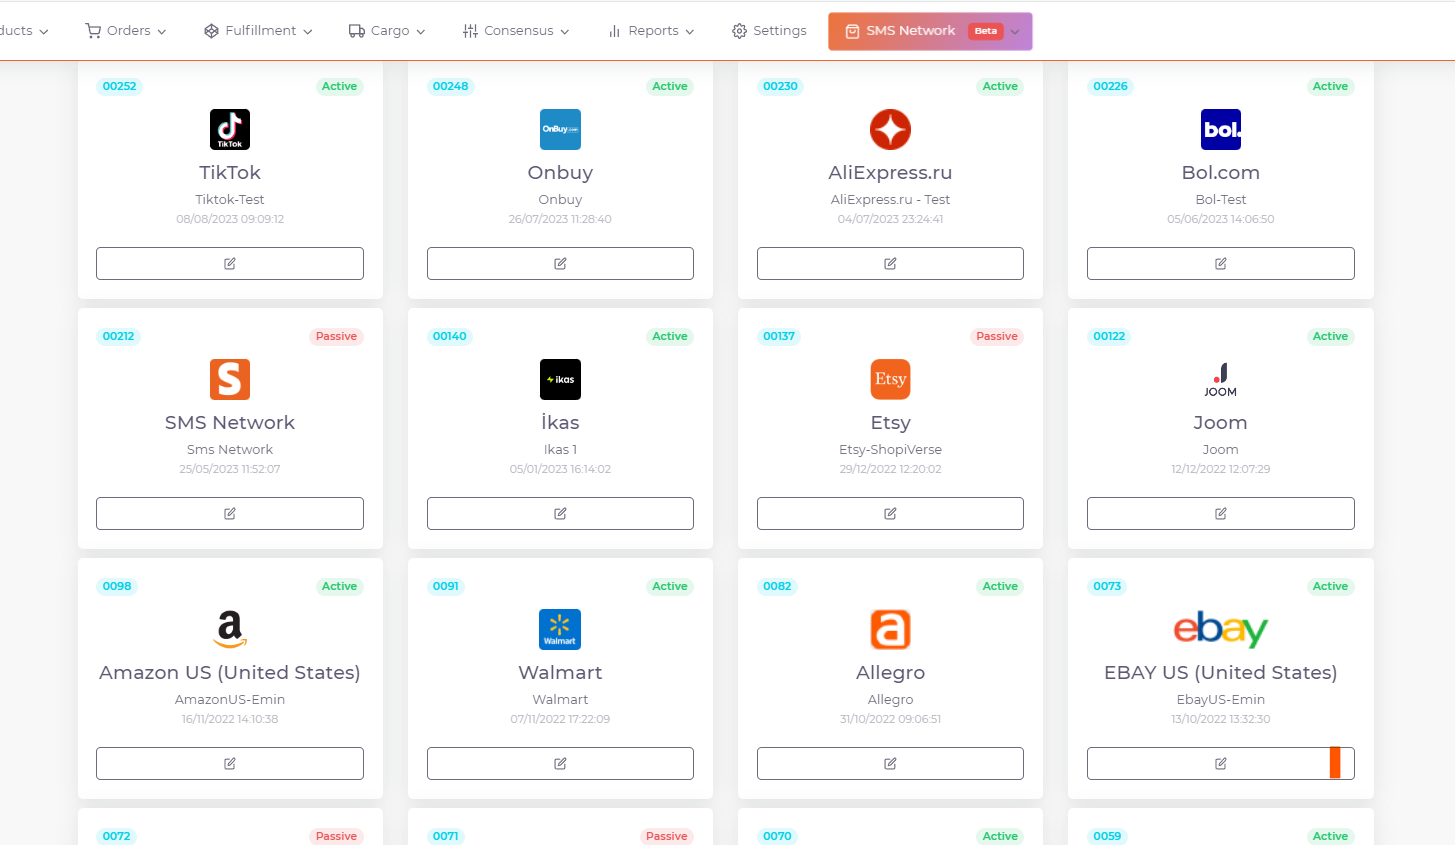 ducts Orders Fulfillment Cargo Consensus Reports Settings SMS Network Beta
00252 Active 00248 Active 00230 Active 00226 Active
TikTok OnBuy.com bol.
TikTok Onbuy AliExpress.ru Bol.com
Tiktok-Test Onbuy AliExpress.ru - Test Bol-Test
08/08/2023 09:09:12 26/07/2023 11:28:40 04/07/2023 23:24:41 05/06/2023 14:06:50
00212 Passive 00140 Active 00137 Passive 00122 Active
S ikas Etsy JOOM
SMS Network İkas Etsy Joom
Sms Network Ikas 1 Etsy-ShopiVerse Joom
25/05/2023 11:52:07 05/01/2023 16:14:02 29/12/2022 12:20:02 12/12/2022 12:07:29
0098 Active 0091 Active 0082 Active 0073 Active
a Walmart a ebay
Amazon US (United States) Walmart Allegro EBAY US (United States)
AmazonUS-Emin Walmart Allegro EbayUS-Emin
16/11/2022 14:10:38 07/11/2022 17:22:09 31/10/2022 09:06:51 13/10/2022 13:32:30
0072 Passive 0071 Passive 0070 Active 0059 Active